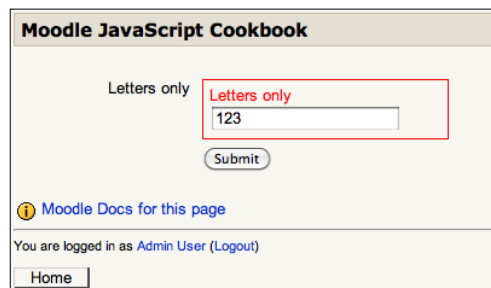 Moodle JavaScript Cookbook
Letters only
Letters only
123
Submit
Moodle Docs for this page
You are logged in as Admin User (Logout)
Home